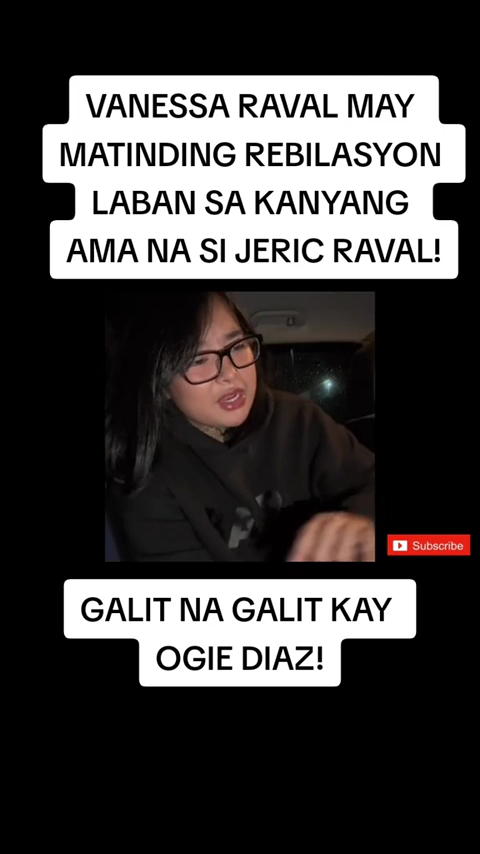 VANESSA RAVAL MAY
MATINDING REBILASYON
LABAN SA KANYANG
AMA NA SI JERIC RAVAL!
Subscribe
GALIT NA GALIT KAY
OGIE DIAZ!